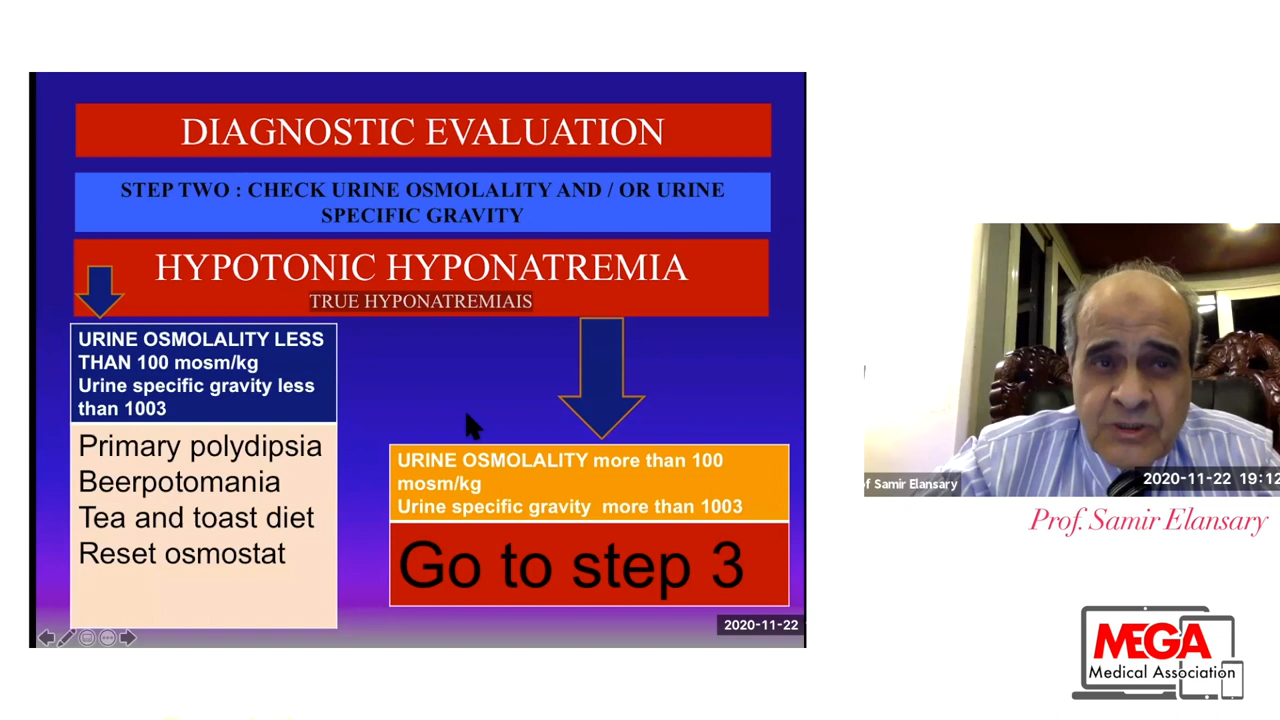 DIAGNOSTIC EVALUATION
STEP TWO : CHECK URINE OSMOLALITY AND / OR URINE
SPECIFIC GRAVITY
HYPOTONIC HYPONATREMIA
TRUE HYPONATREMIAIS
URINE OSMOLALITY LESS
THAN 100 mosm/kg
Urine specific gravity less
than 1003
Primary polydipsia
Beerpotomania
Tea and toast diet
Reset osmostat
URINE OSMOLALITY more than 100
mosm/kg
Urine specific gravity more than 1003
Go to step 3
2020-11-22
of Samir Elansary
2020-11-22 19:12
Prof. Samir Elansary
MEGA
Medical Association